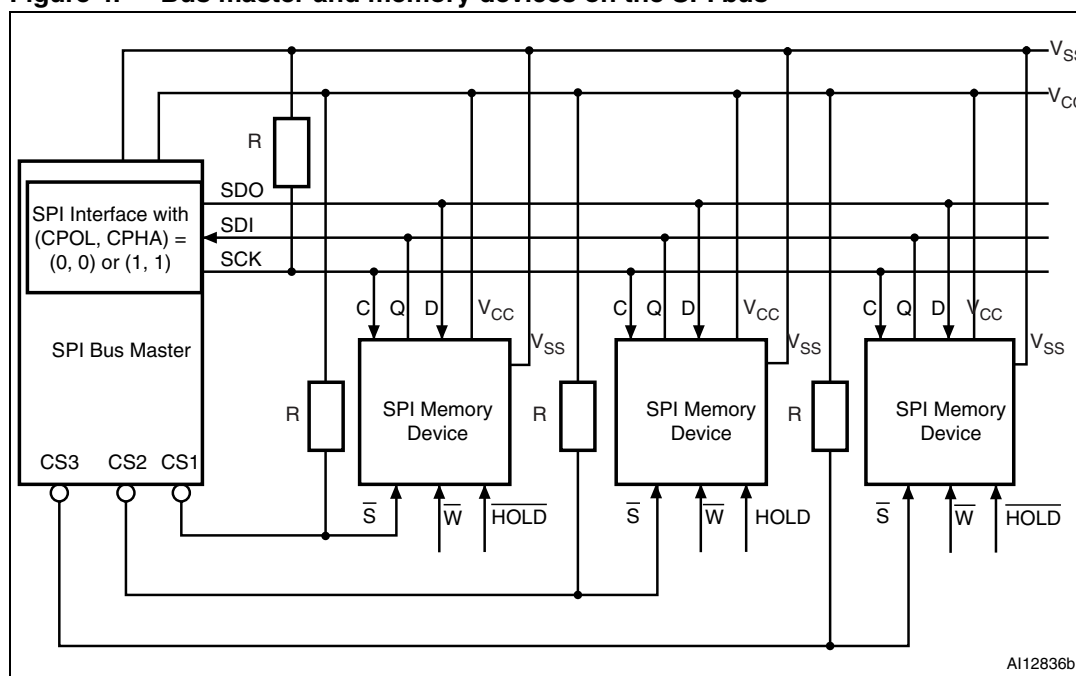 Figure 4. Bus master and memory devices on the SPI bus
VSS
VCC
R
SDO
SDI
SCK
SPI Interface with
(CPOL, CPHA) =
(0, 0) or (1, 1)
SPI Bus Master
CS3 CS2 CS1
C Q D VCC VSS
C Q D VCC VSS
C Q D VCC VSS
R
SPI Memory
Device
R
SPI Memory
Device
R
SPI Memory
Device
S̅ W̅ H̅O̅L̅D̅
S̅ W̅ HOLD
S̅ W̅ H̅O̅L̅D̅
AI12836b